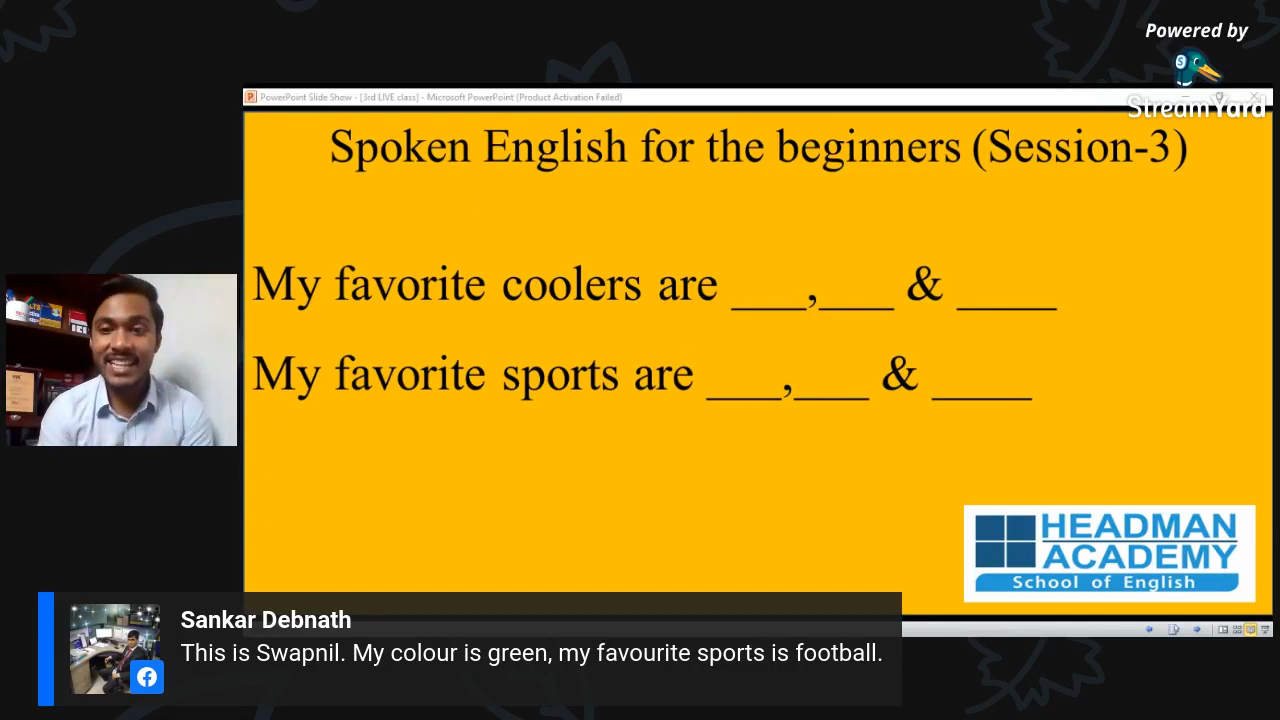 Powered by
StreamYard
PowerPoint Slide Show - [3rd LIVE class] - Microsoft PowerPoint (Product Activation Failed)
Spoken English for the beginners (Session-3)
My favorite coolers are ___,___ & ____
My favorite sports are ___,___ & ____
HEADMAN
ACADEMY
School of English
Sankar Debnath
This is Swapnil. My colour is green, my favourite sports is football.